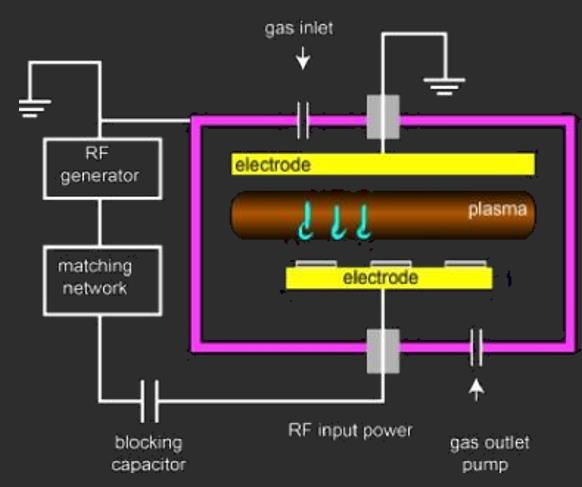 gas inlet
RF
generator
electrode
plasma
matching
network
electrode
RF input power
blocking
capacitor
gas outlet
pump